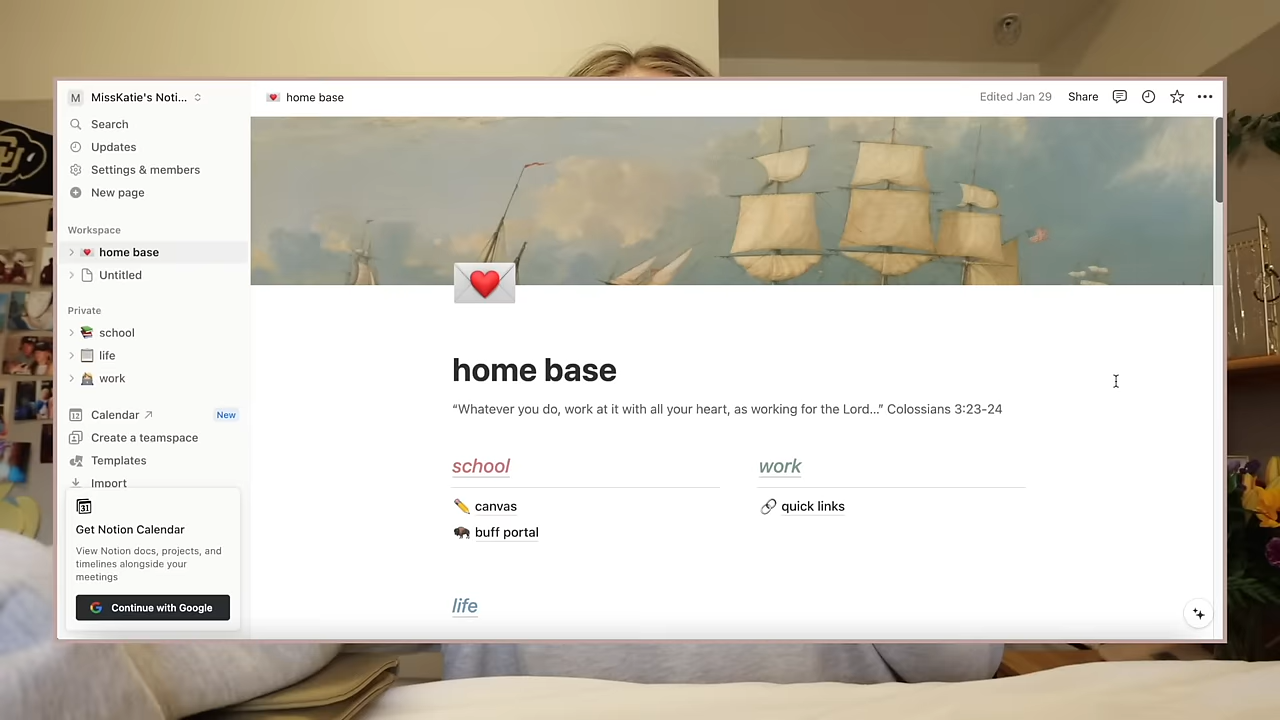 M MissKatie's Noti...
Search
Updates
Settings & members
New page
Workspace
home base
Untitled
Private
school
life
work
12 Calendar ↗ New
Create a teamspace
Templates
Import
31
Get Notion Calendar
View Notion docs, projects, and
timelines alongside your
meetings
Continue with Google
home base
Edited Jan 29 Share
home base
“Whatever you do, work at it with all your heart, as working for the Lord...” Colossians 3:23-24
school
canvas
buff portal
work
quick links
life
CU